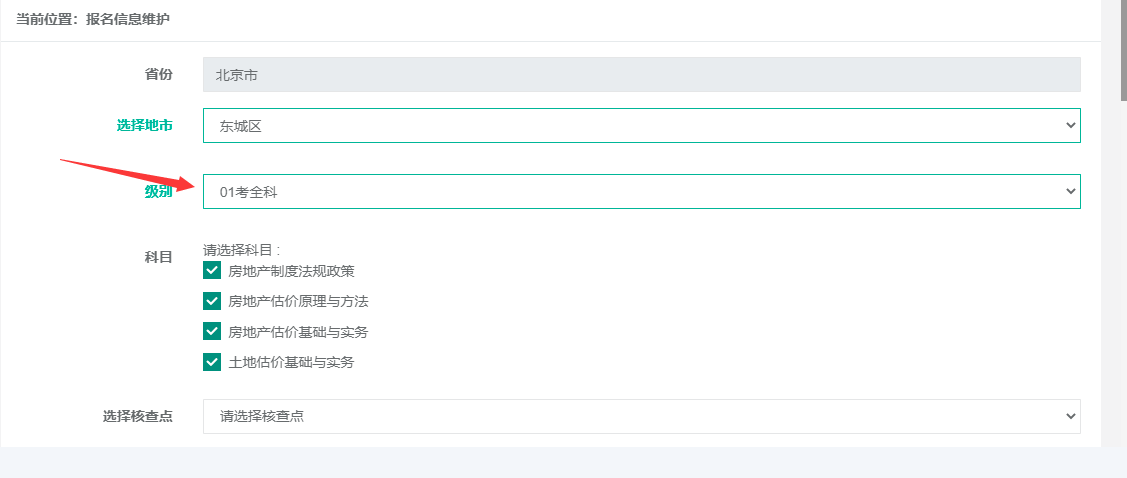 当前位置：报名信息维护
省份 北京市
选择地市 东城区
级别 01考全科
科目 请选择科目 :
房地产制度法规政策
房地产估价原理与方法
房地产估价基础与实务
土地估价基础与实务
选择核查点 请选择核查点